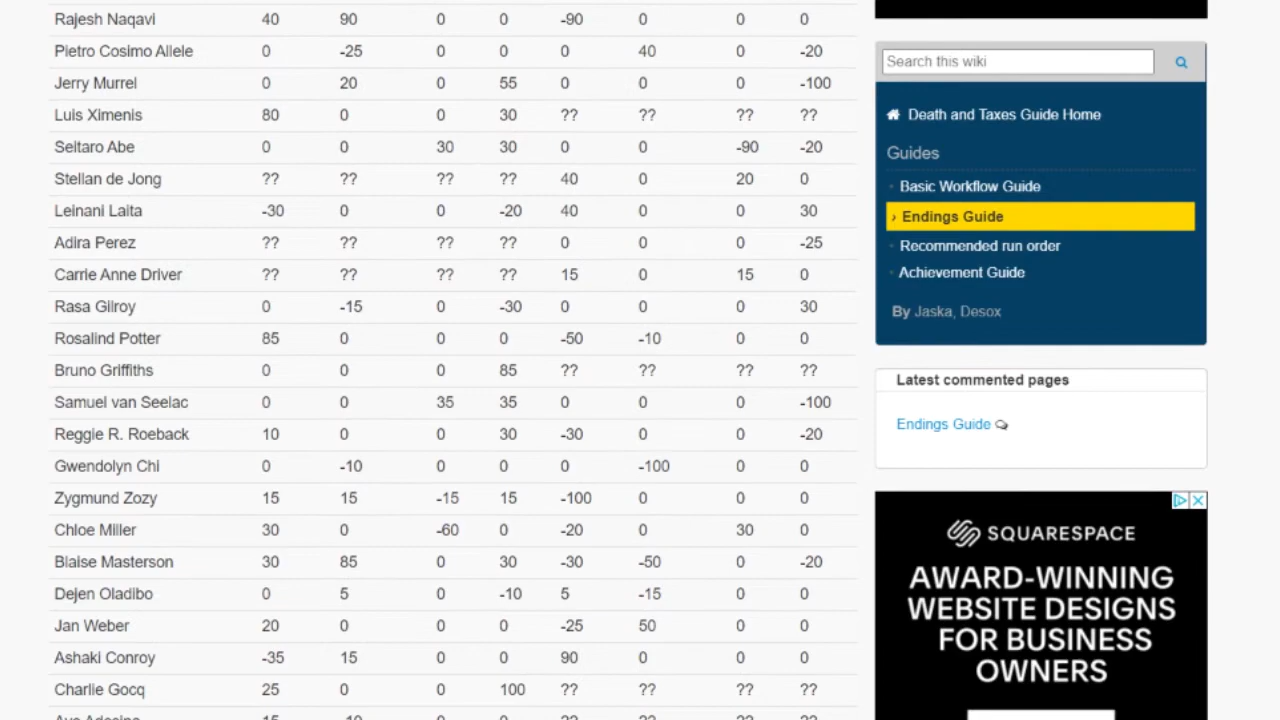 Rajesh Naqavi 40 90 0 0 -90 0 0 0
Pietro Cosimo Allele 0 -25 0 0 0 40 0 -20
Jerry Murrel 0 20 0 55 0 0 0 -100
Luis Ximenis 80 0 0 30 ?? ?? ?? ??
Seitaro Abe 0 0 30 30 0 0 -90 -20
Stellan de Jong ?? ?? ?? ?? 40 0 20 0
Leinani Laita -30 0 0 -20 40 0 0 30
Adira Perez ?? ?? ?? ?? 0 0 0 -25
Carrie Anne Driver ?? ?? ?? ?? 15 0 15 0
Rasa Gilroy 0 -15 0 -30 0 0 0 30
Rosalind Potter 85 0 0 0 -50 -10 0 0
Bruno Griffiths 0 0 0 85 ?? ?? ?? ??
Samuel van Seelac 0 0 35 35 0 0 0 -100
Reggie R. Roeback 10 0 0 30 -30 0 0 -20
Gwendolyn Chi 0 -10 0 0 0 -100 0 0
Zygmund Zozy 15 15 -15 15 -100 0 0 0
Chloe Miller 30 0 -60 0 -20 0 30 0
Blaise Masterson 30 85 0 30 -30 -50 0 -20
Dejen Oladibo 0 5 0 -10 5 -15 0 0
Jan Weber 20 0 0 0 -25 50 0 0
Ashaki Conroy -35 15 0 0 90 0 0 0
Charlie Gocq 25 0 0 100 ?? ?? ?? ??
Search this wiki
Death and Taxes Guide Home
Guides
Basic Workflow Guide
› Endings Guide
Recommended run order
Achievement Guide
By Jaska, Desox
Latest commented pages
Endings Guide
SQUARESPACE
AWARD-WINNING
WEBSITE DESIGNS
FOR BUSINESS
OWNERS